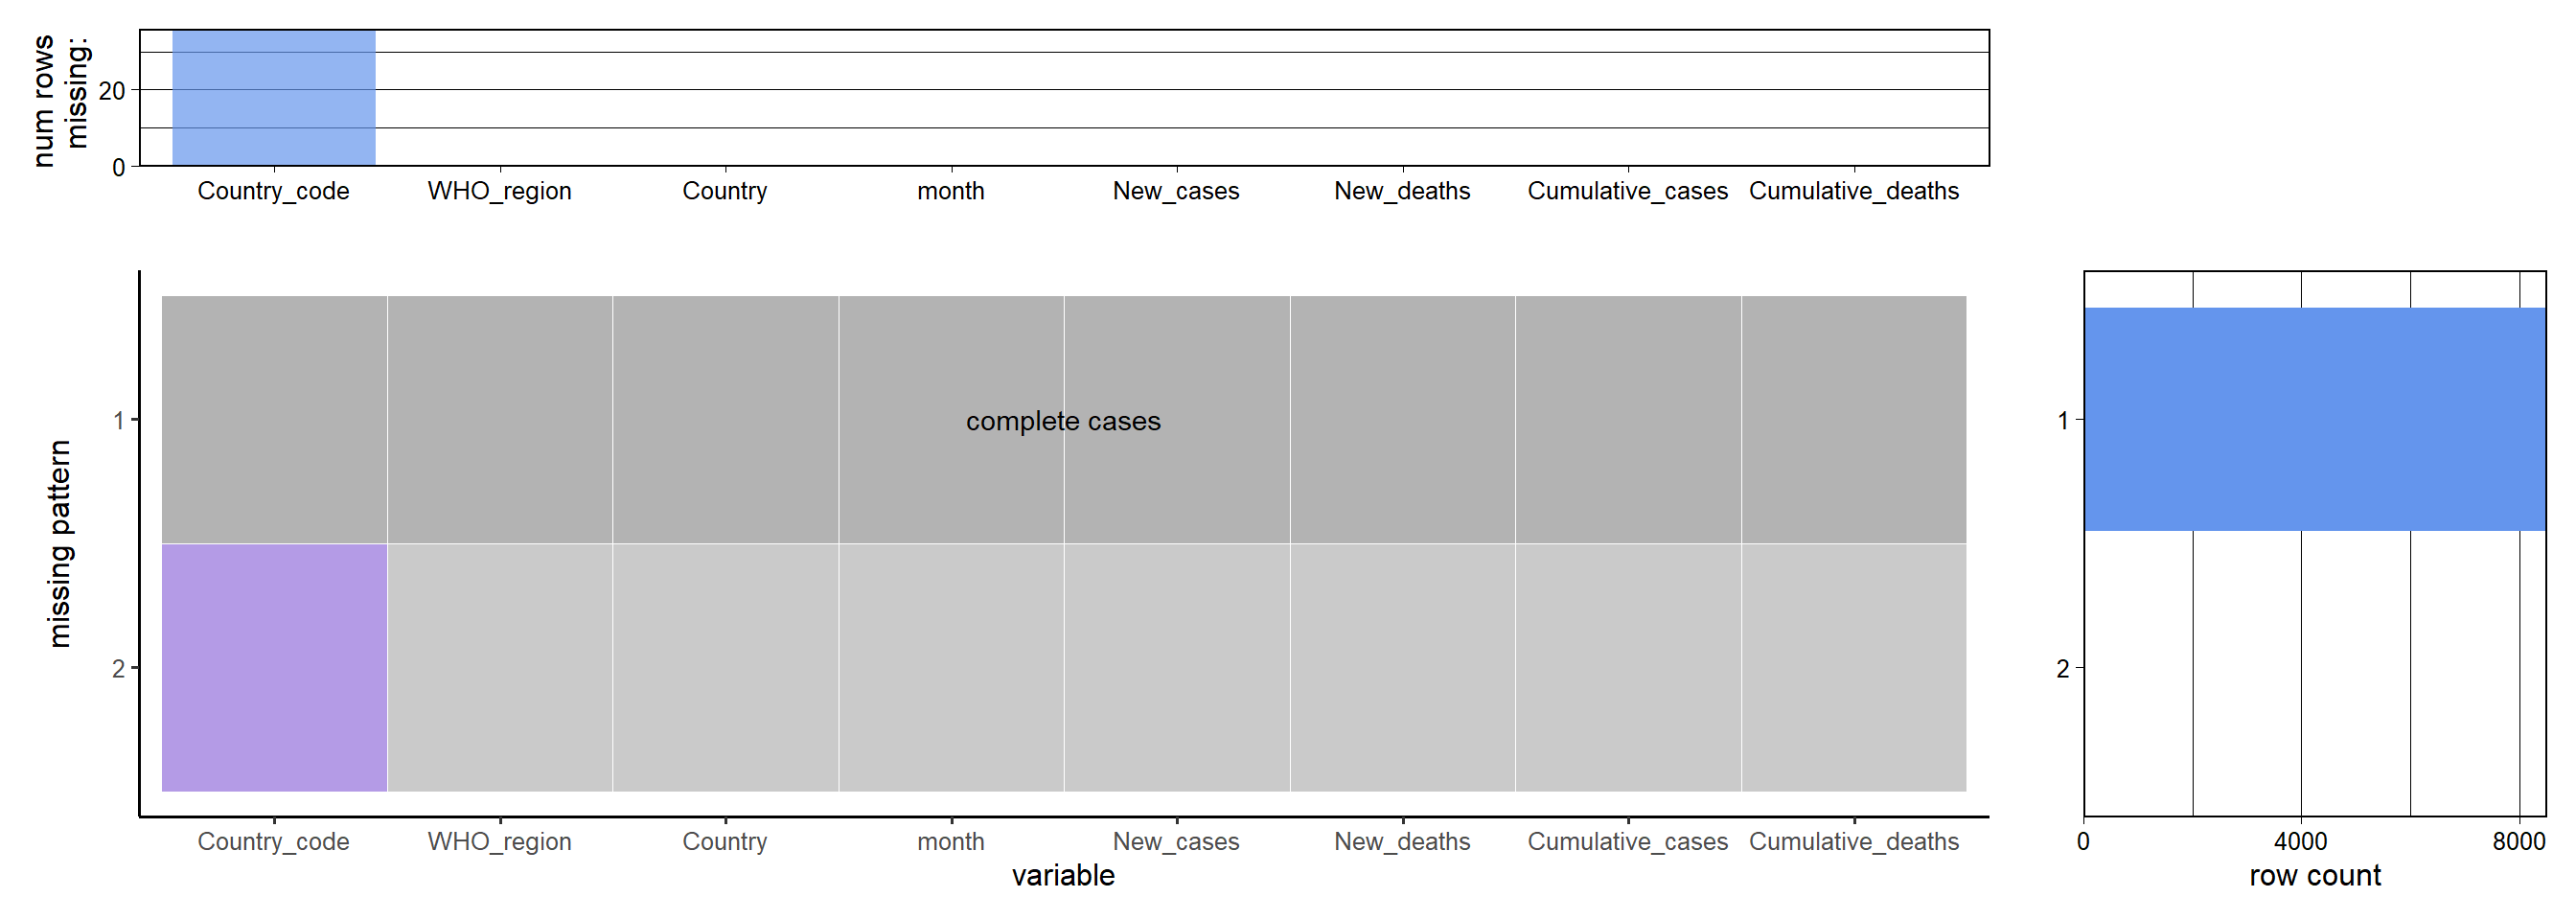 num rows
missing:
20
0
Country_code WHO_region Country month New_cases New_deaths Cumulative_cases Cumulative_deaths
missing pattern
1
complete cases
2
Country_code WHO_region Country month New_cases New_deaths Cumulative_cases Cumulative_deaths
variable
1
2
0 4000 8000
row count